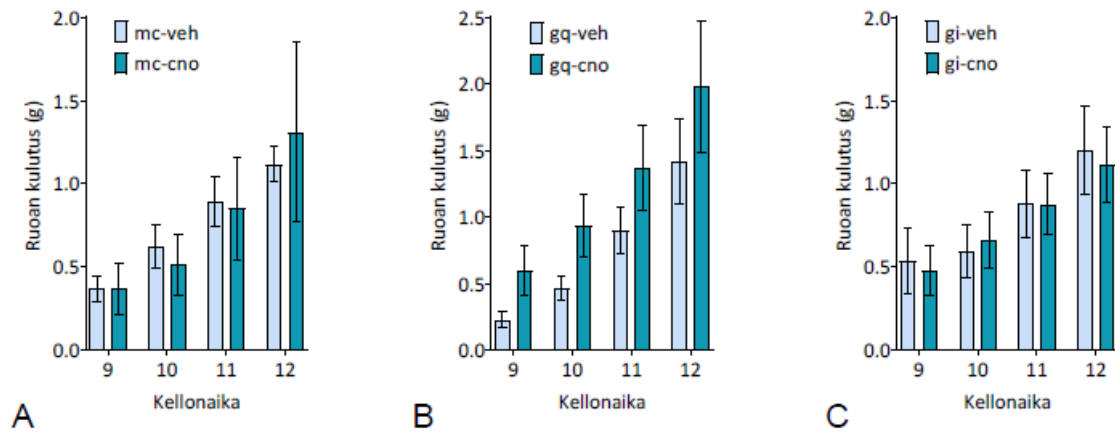 2.0
1.5
1.0
0.5
0.0
Ruoan kulutus (g)
mc-veh
mc-cno
9 10 11 12
Kellonaika
A
2.5
2.0
1.5
1.0
0.5
0.0
Ruoan kulutus (g)
gq-veh
gq-cno
9 10 11 12
Kellonaika
B
2.0
1.5
1.0
0.5
0.0
Ruoan kulutus (g)
gi-veh
gi-cno
9 10 11 12
Kellonaika
C